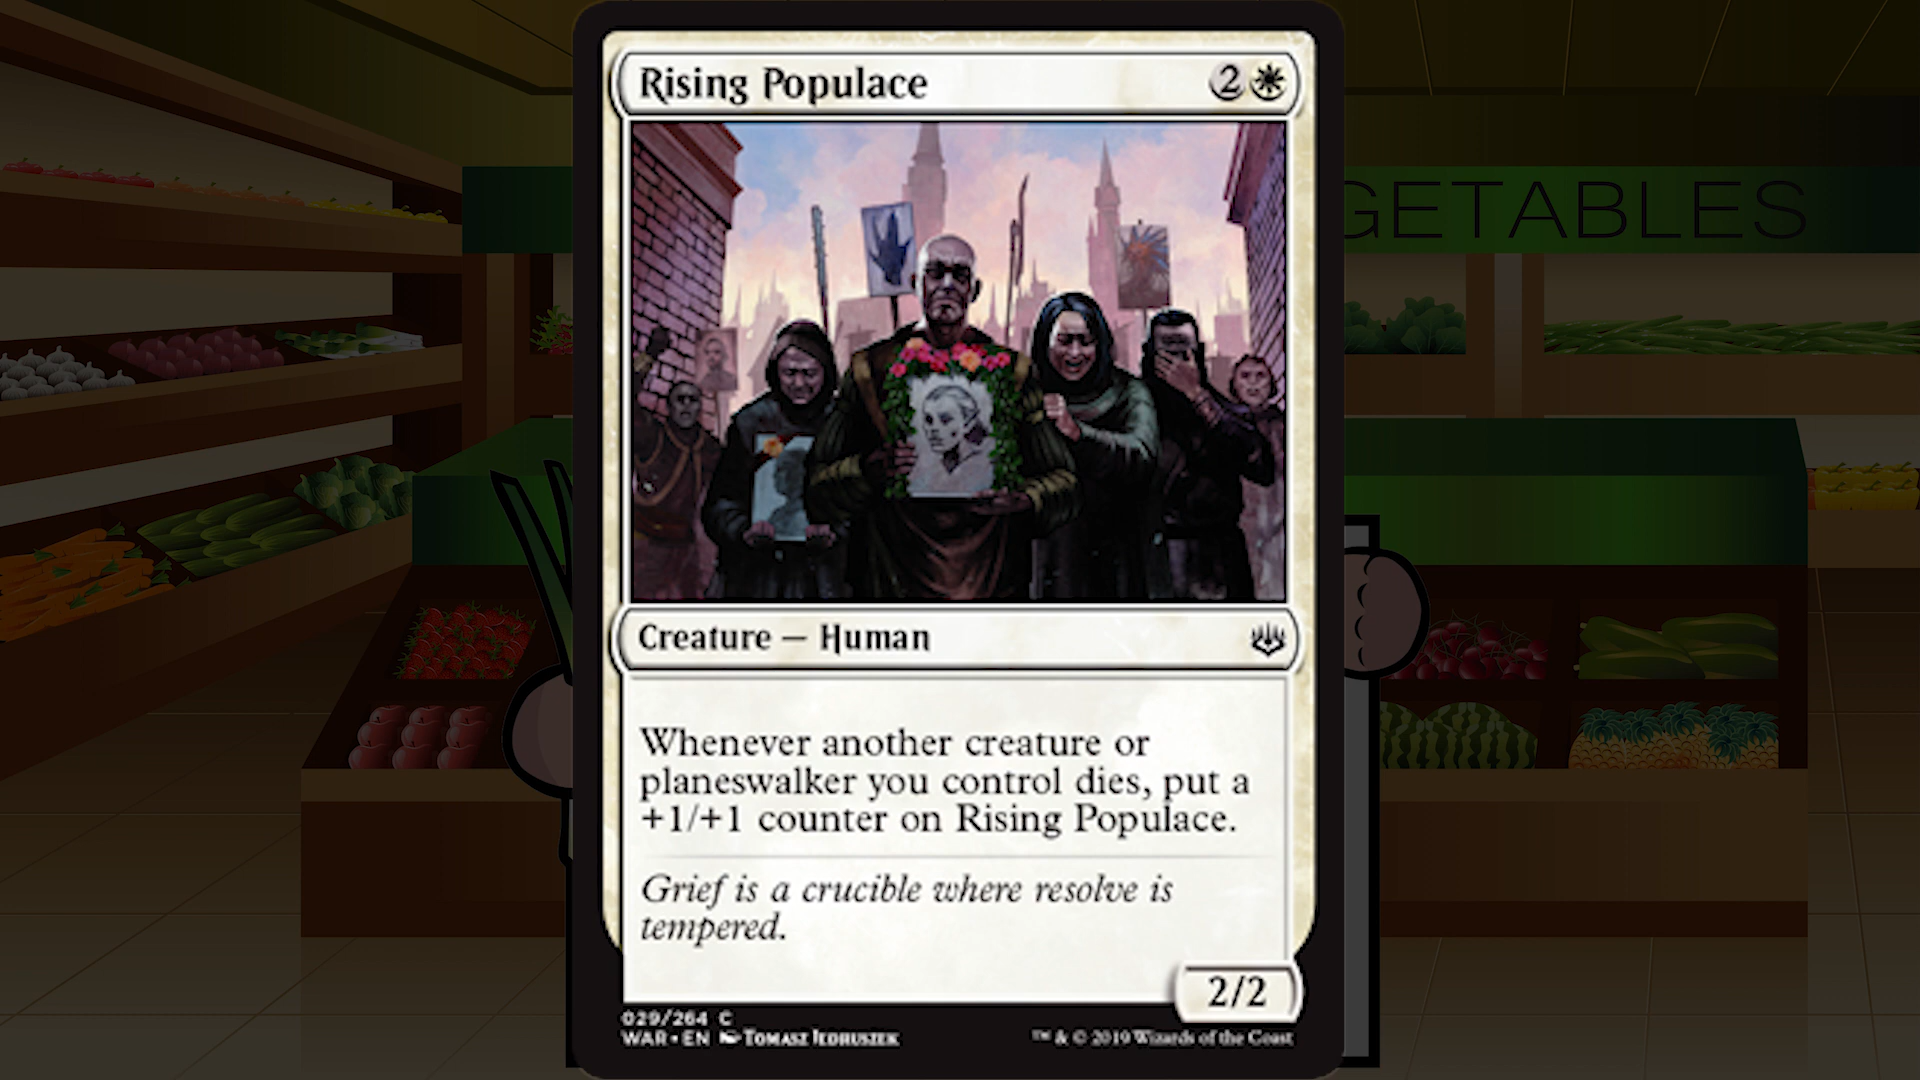 Rising Populace 2
GETABLES
Creature — Human
Whenever another creature or
planeswalker you control dies, put a
+1/+1 counter on Rising Populace.
Grief is a crucible where resolve is
tempered.
2/2
029/264 C
WAR • EN Tomasz Jedruszek
™ & © 2019 Wizards of the Coast